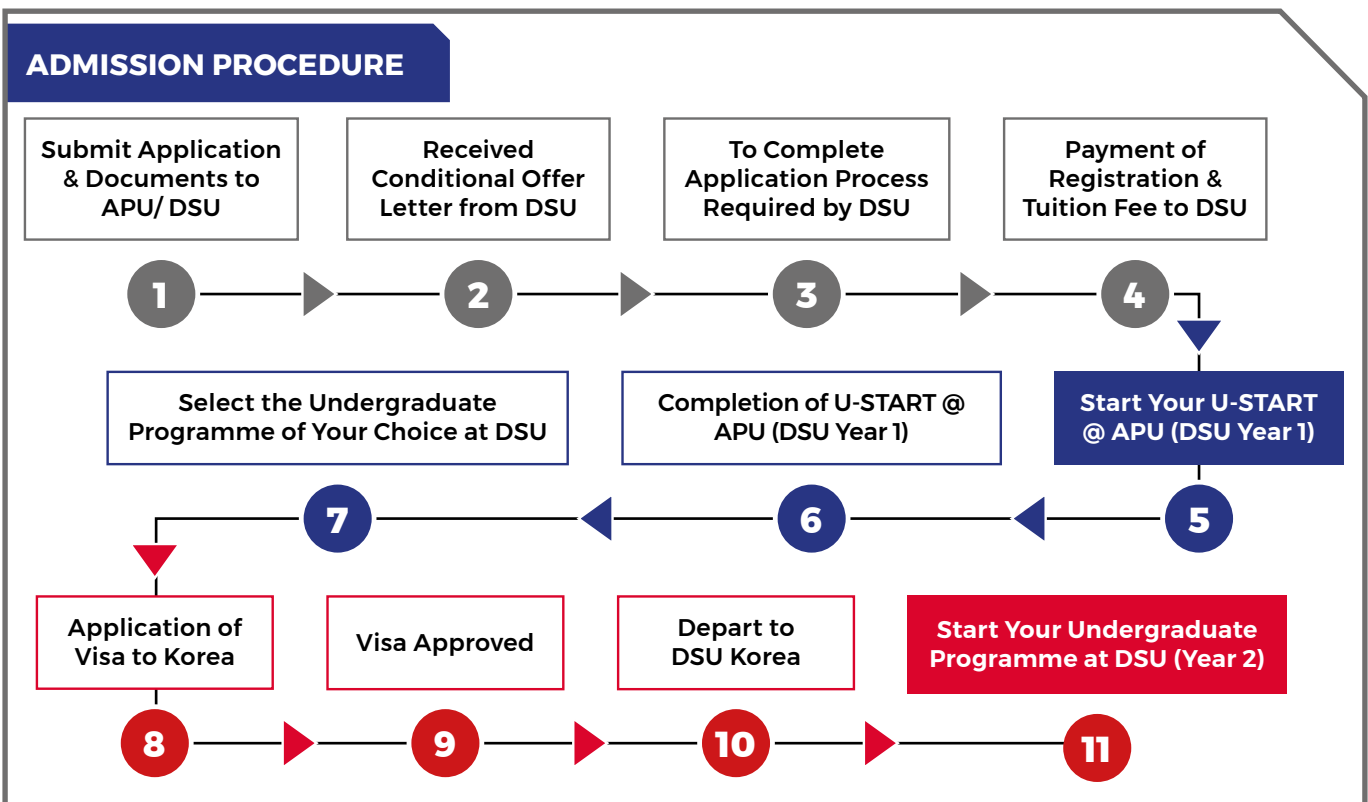 ADMISSION PROCEDURE
Submit Application
& Documents to
APU/ DSU
Received
Conditional Offer
Letter from DSU
To Complete
Application Process
Required by DSU
Payment of
Registration &
Tuition Fee to DSU
1
2
3
4
Start Your U-START
@ APU (DSU Year 1)
5
Completion of U-START @
APU (DSU Year 1)
6
Select the Undergraduate
Programme of Your Choice at DSU
7
Application of
Visa to Korea
8
Visa Approved
9
Depart to
DSU Korea
10
Start Your Undergraduate
Programme at DSU (Year 2)
11